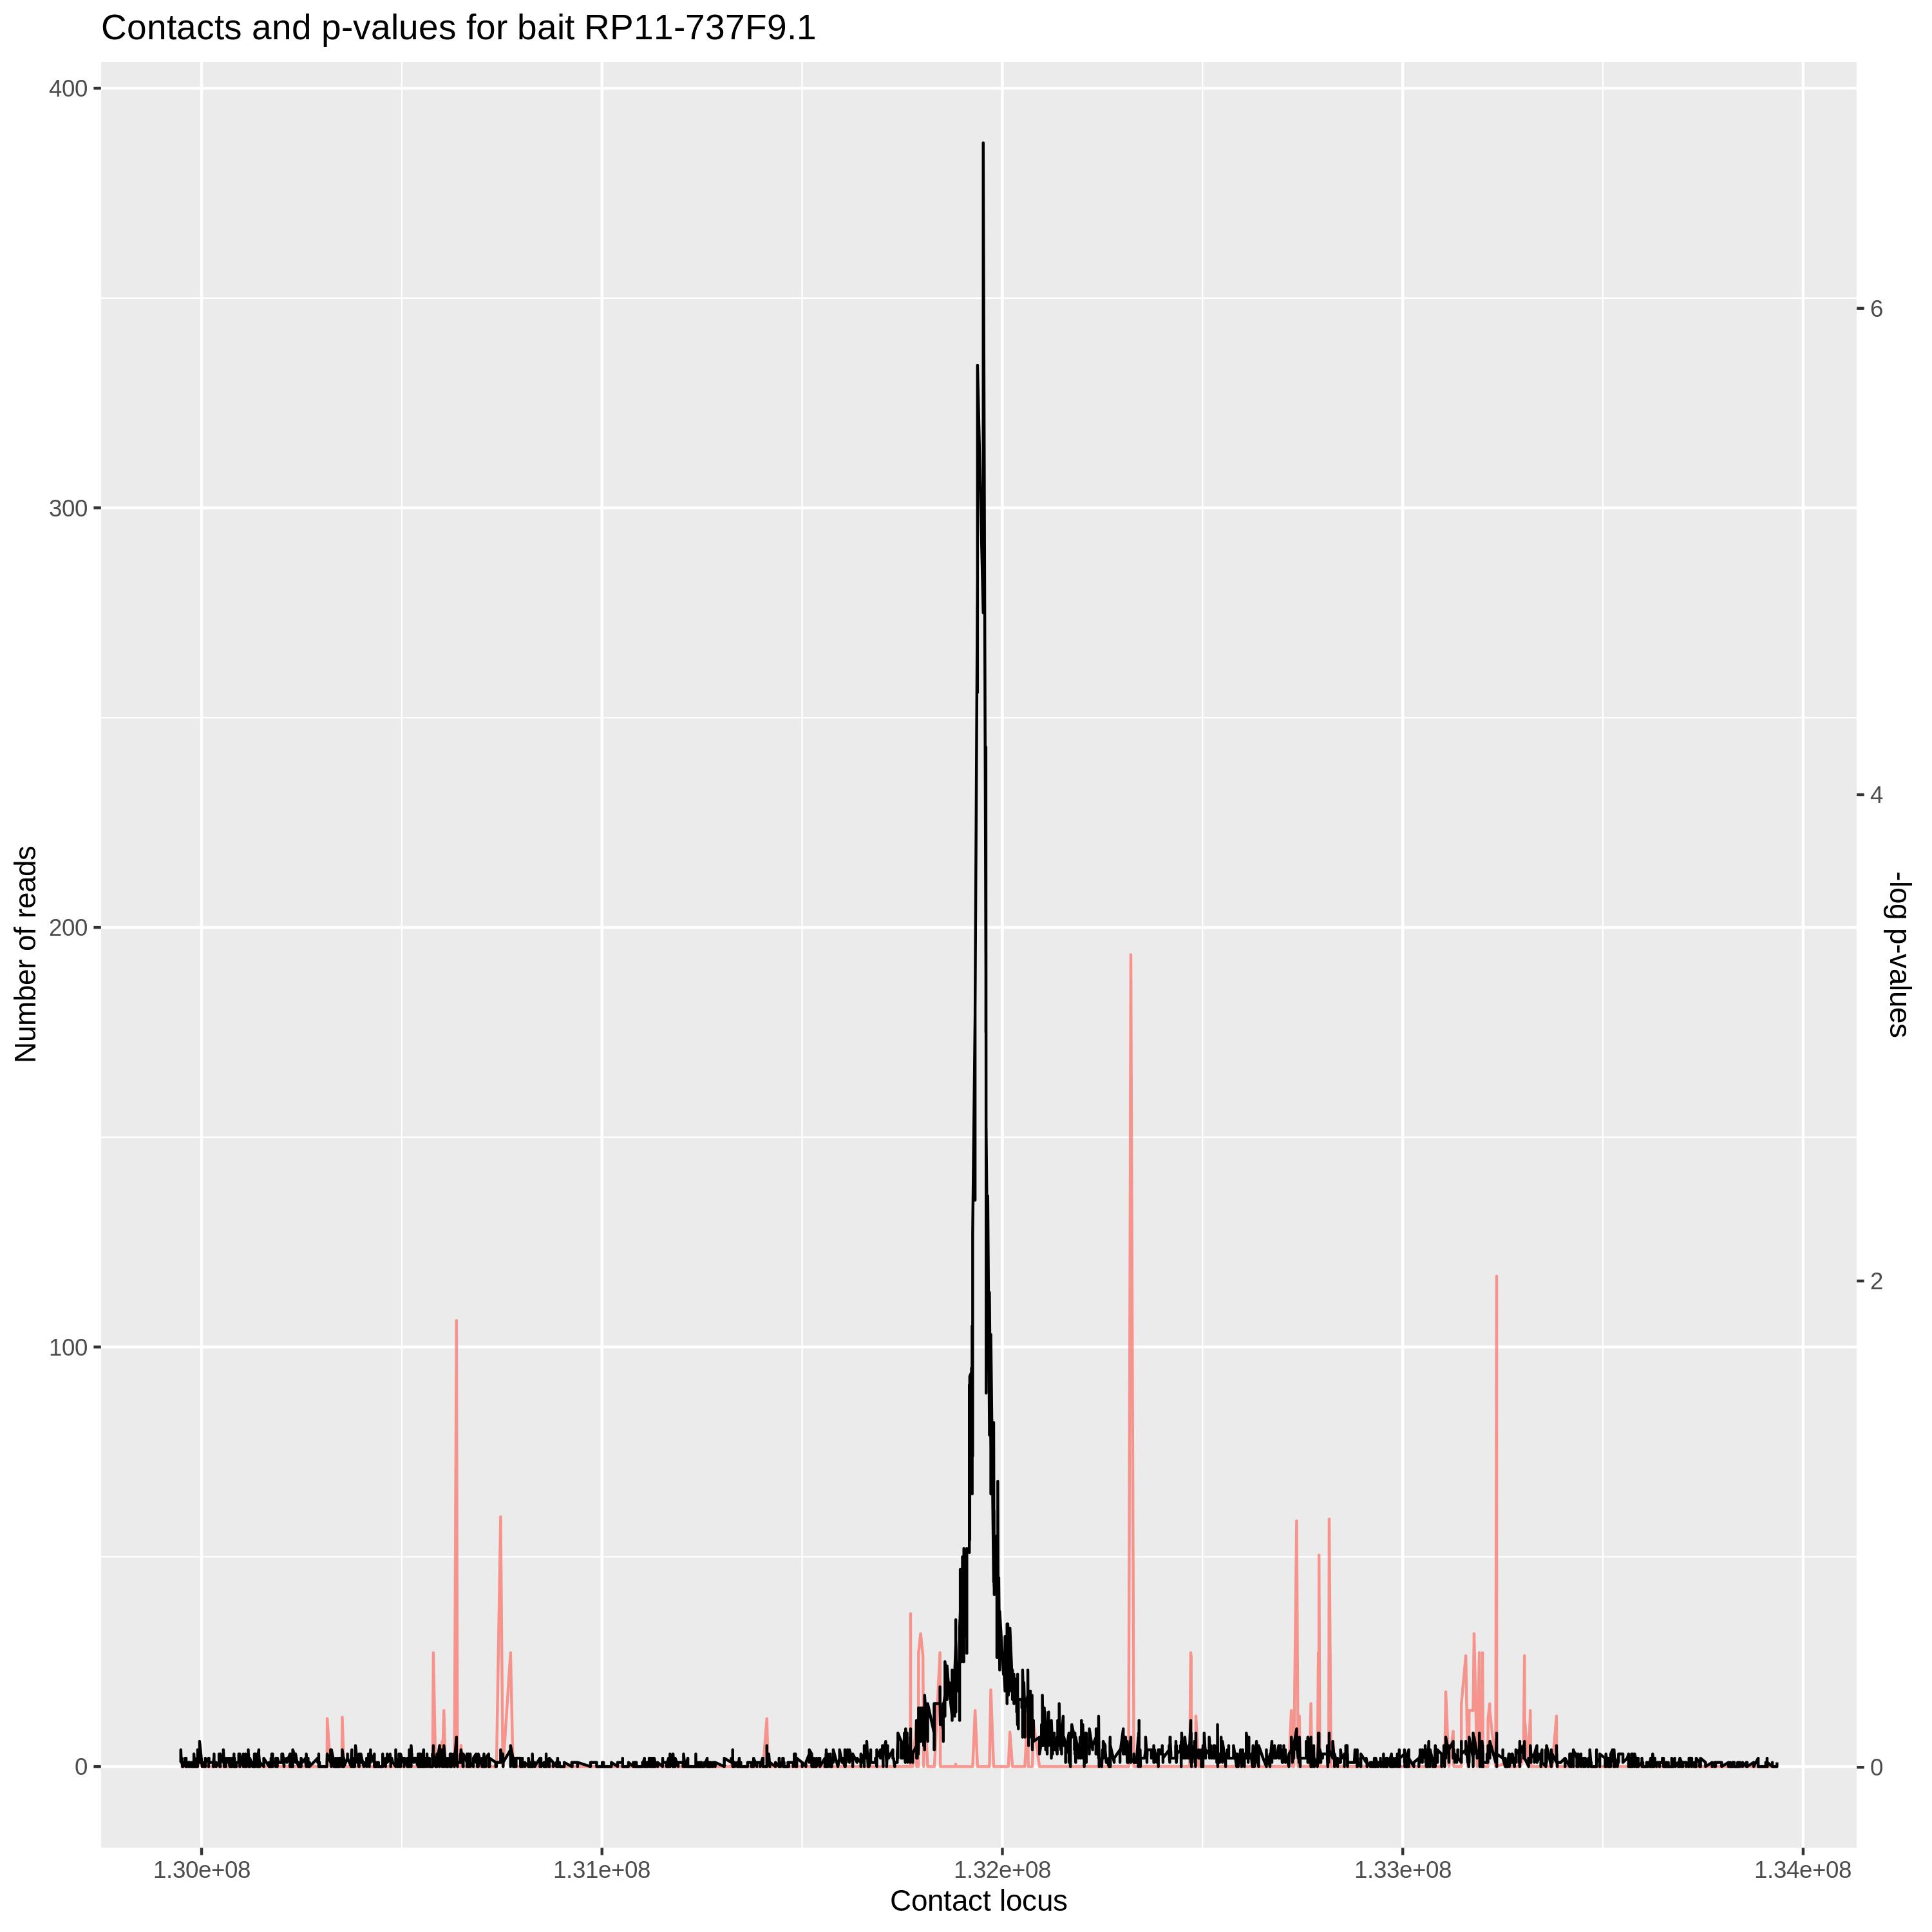 Contacts and p-values for bait RP11-737F9.1
400
300
200
100
0
Number of reads
6
4
2
0
-log p-values
1.30e+08 1.31e+08 1.32e+08 1.33e+08 1.34e+08
Contact locus